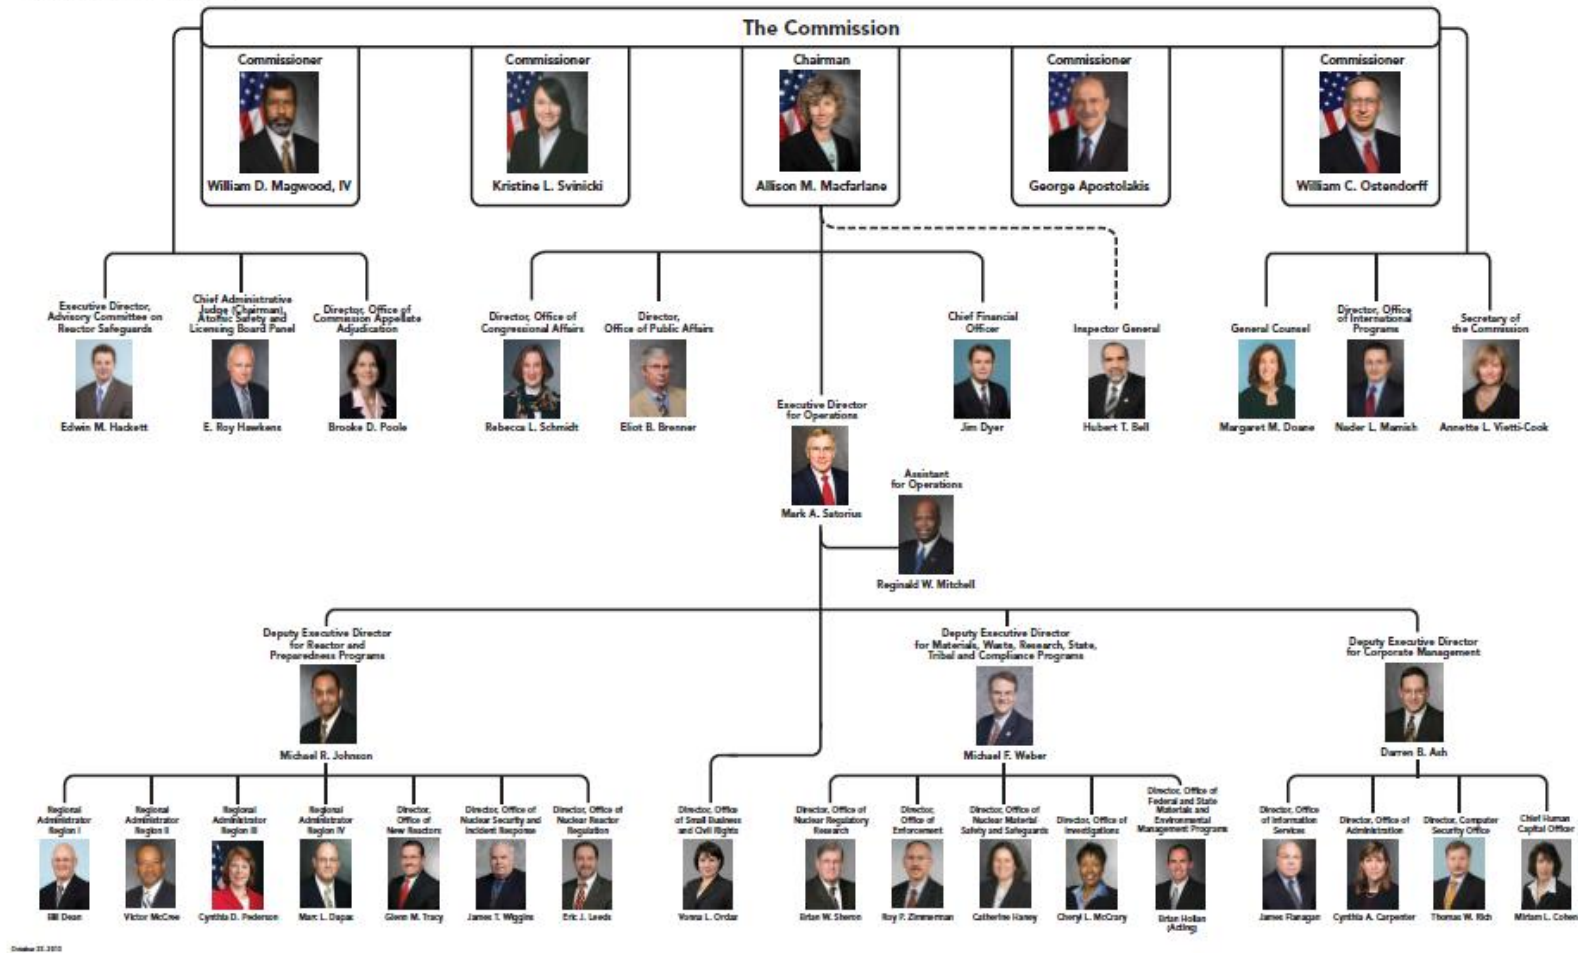 The Commission
Commissioner
William D. Magwood, IV
Commissioner
Kristine L. Svinicki
Chairman
Allison M. Macfarlane
Commissioner
George Apostolakis
Commissioner
William C. Ostendorff
Executive Director,
Advisory Committee on
Reactor Safeguards
Edwin M. Hackett
Chief Administrative
Judge (Chairman),
Atomic Safety and
Licensing Board Panel
E. Roy Hawkens
Director, Office of
Commission Appellate
Adjudication
Brooke D. Poole
Director, Office of
Congressional Affairs
Rebecca L. Schmidt
Director,
Office of Public Affairs
Eliot B. Brenner
Chief Financial
Officer
Jim Dyer
Inspector General
Hubert T. Bell
General Counsel
Margaret M. Doane
Director, Office
of International
Programs
Nader L. Mamish
Secretary of
the Commission
Annette L. Vietti-Cook
Executive Director
for Operations
Mark A. Satorius
Assistant
for Operations
Reginald W. Mitchell
Deputy Executive Director
for Reactor and
Preparedness Programs
Michael R. Johnson
Deputy Executive Director
for Materials, Waste, Research, State,
Tribal and Compliance Programs
Michael F. Weber
Deputy Executive Director
for Corporate Management
Darren B. Ash
Regional
Administrator
Region I
Bill Dean
Regional
Administrator
Region II
Victor McCree
Regional
Administrator
Region III
Cynthia D. Pederson
Regional
Administrator
Region IV
Marc L. Dapas
Director,
Office of
New Reactors
Glenn M. Tracy
Director, Office of
Nuclear Security and
Incident Response
James T. Wiggins
Director, Office of
Nuclear Reactor
Regulation
Eric J. Leeds
Director, Office
of Small Business
and Civil Rights
Vonna L. Ordaz
Director, Office of
Nuclear Regulatory
Research
Brian W. Sheron
Director,
Office of
Enforcement
Roy P. Zimmerman
Director, Office of
Nuclear Material
Safety and Safeguards
Catherine Haney
Director, Office of
Investigations
Cheryl L. McCrary
Director, Office of
Federal and State
Materials and
Environmental
Management Programs
Brian Holian
(Acting)
Director, Office
of Information
Services
James Flanagan
Director, Office of
Administration
Cynthia A. Carpenter
Director, Computer
Security Office
Thomas W. Rich
Chief Human
Capital Officer
Miriam L. Cohen